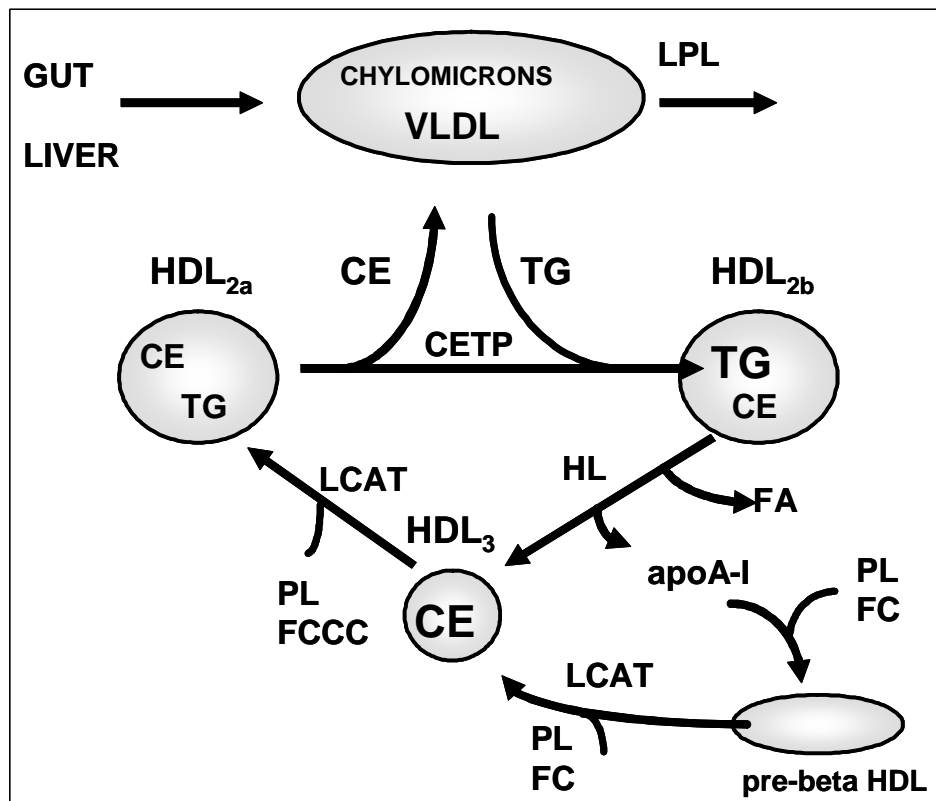 GUT
LIVER
CHYLOMICRONS
VLDL
LPL
HDL2a
CE
TG
HDL2b
CETP
CE
TG
TG
CE
LCAT
HL
FA
HDL3
apoA-I
PL
FC
PL
FCCC
CE
LCAT
PL
FC
pre-beta HDL